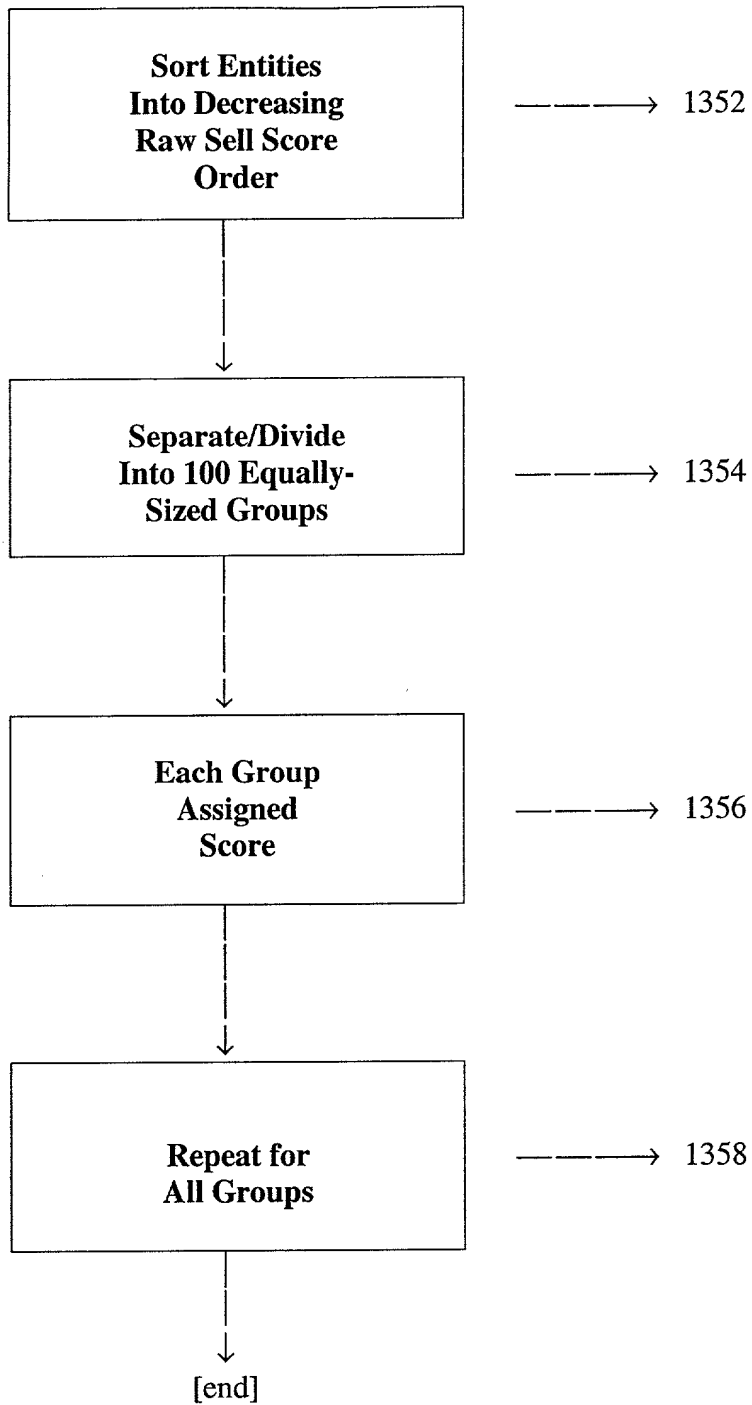 Sort Entities
Into Decreasing
Raw Sell Score
Order
1352
Separate/Divide
Into 100 Equally-
Sized Groups
1354
Each Group
Assigned
Score
1356
Repeat for
All Groups
1358
[end]